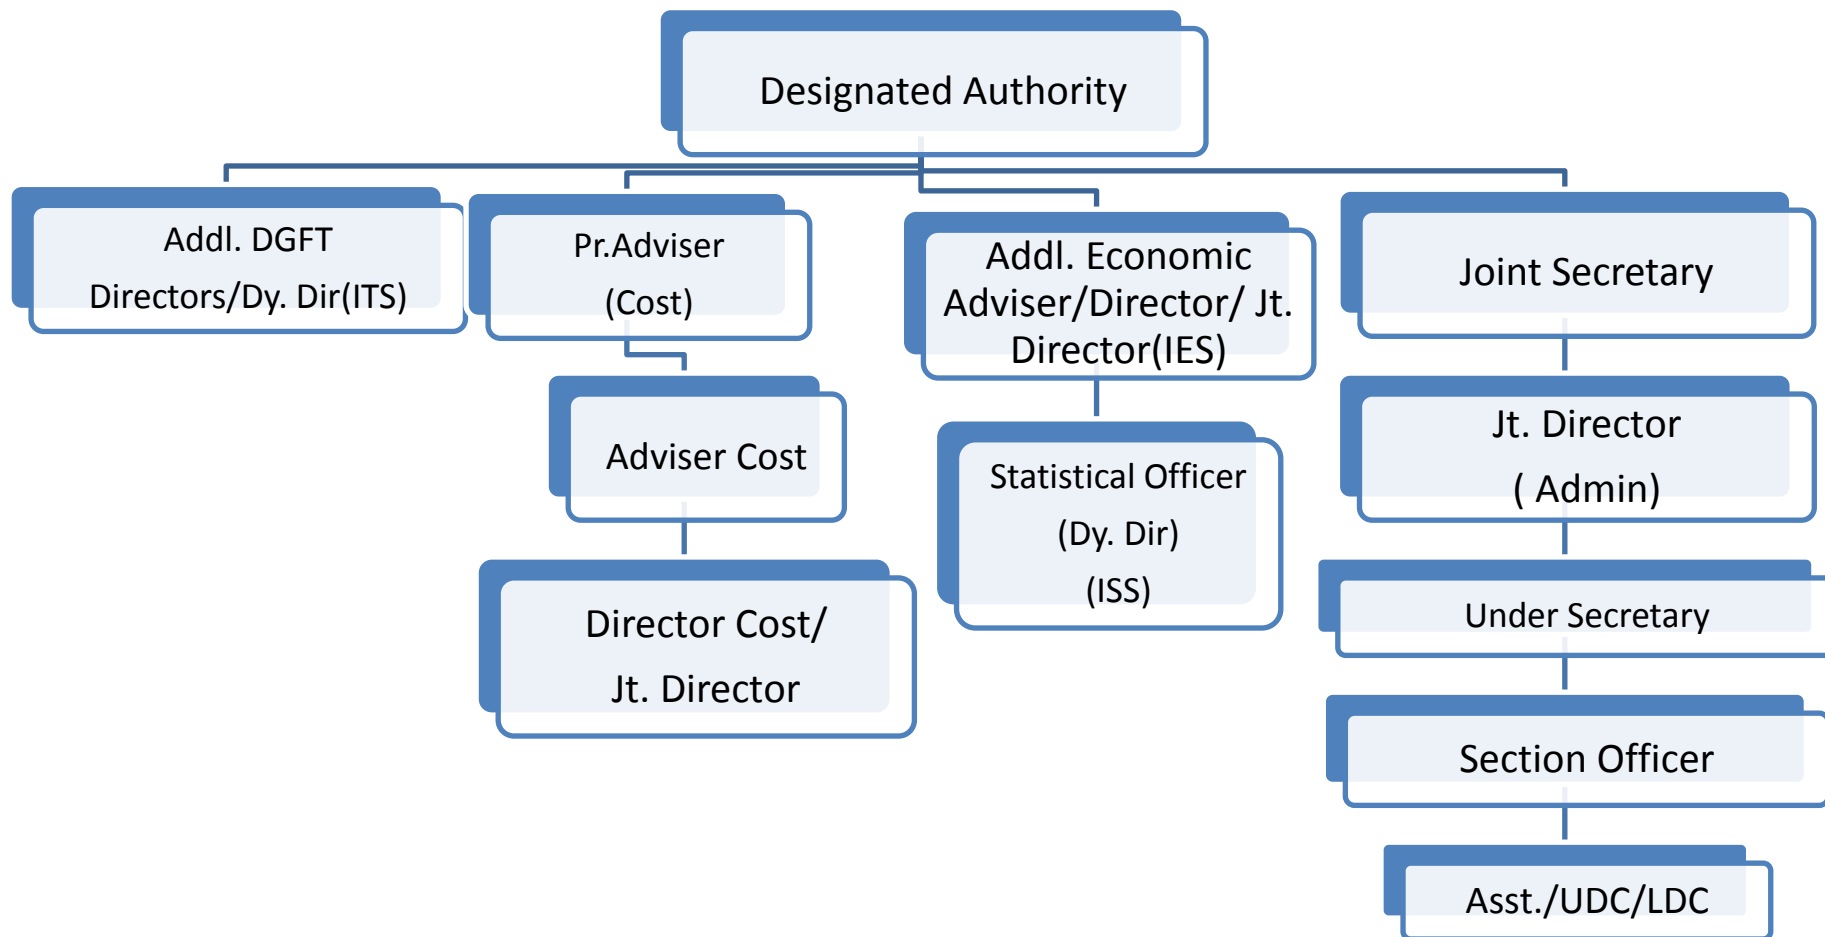 Designated Authority
Addl. DGFT
Directors/Dy. Dir(ITS)
Pr.Adviser
(Cost)
Addl. Economic
Adviser/Director/ Jt.
Director(IES)
Joint Secretary
Adviser Cost
Statistical Officer
(Dy. Dir)
(ISS)
Jt. Director
( Admin)
Director Cost/
Jt. Director
Under Secretary
Section Officer
Asst./UDC/LDC